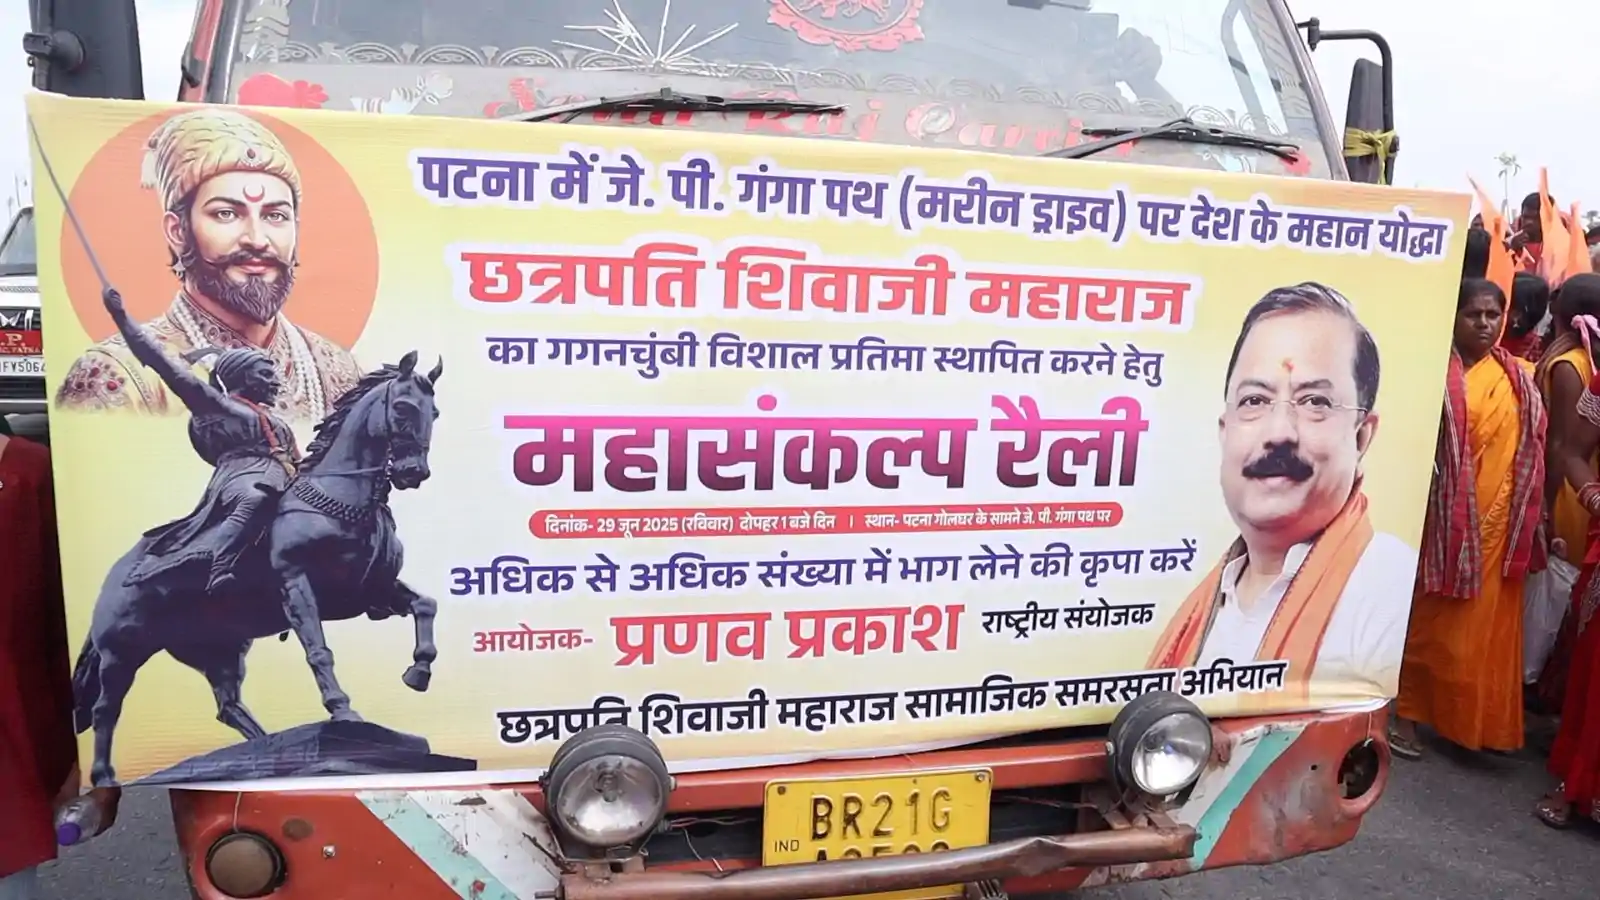 Raj Carrier
पटना में जे. पी. गंगा पथ (मरीन ड्राइव) पर देश के महान योद्धा
छत्रपति शिवाजी महाराज
का गगनचुंबी विशाल प्रतिमा स्थापित करने हेतु
महासंकल्प रैली
दिनांक- 29 जून 2025 (रविवार) दोपहर 1 बजे दिन । स्थान- पटना गोलघर के सामने जे. पी. गंगा पथ पर
अधिक से अधिक संख्या में भाग लेने की कृपा करें
आयोजक- प्रणव प्रकाश राष्ट्रीय संयोजक
छत्रपति शिवाजी महाराज सामाजिक समरसता अभियान
BR21G
IND